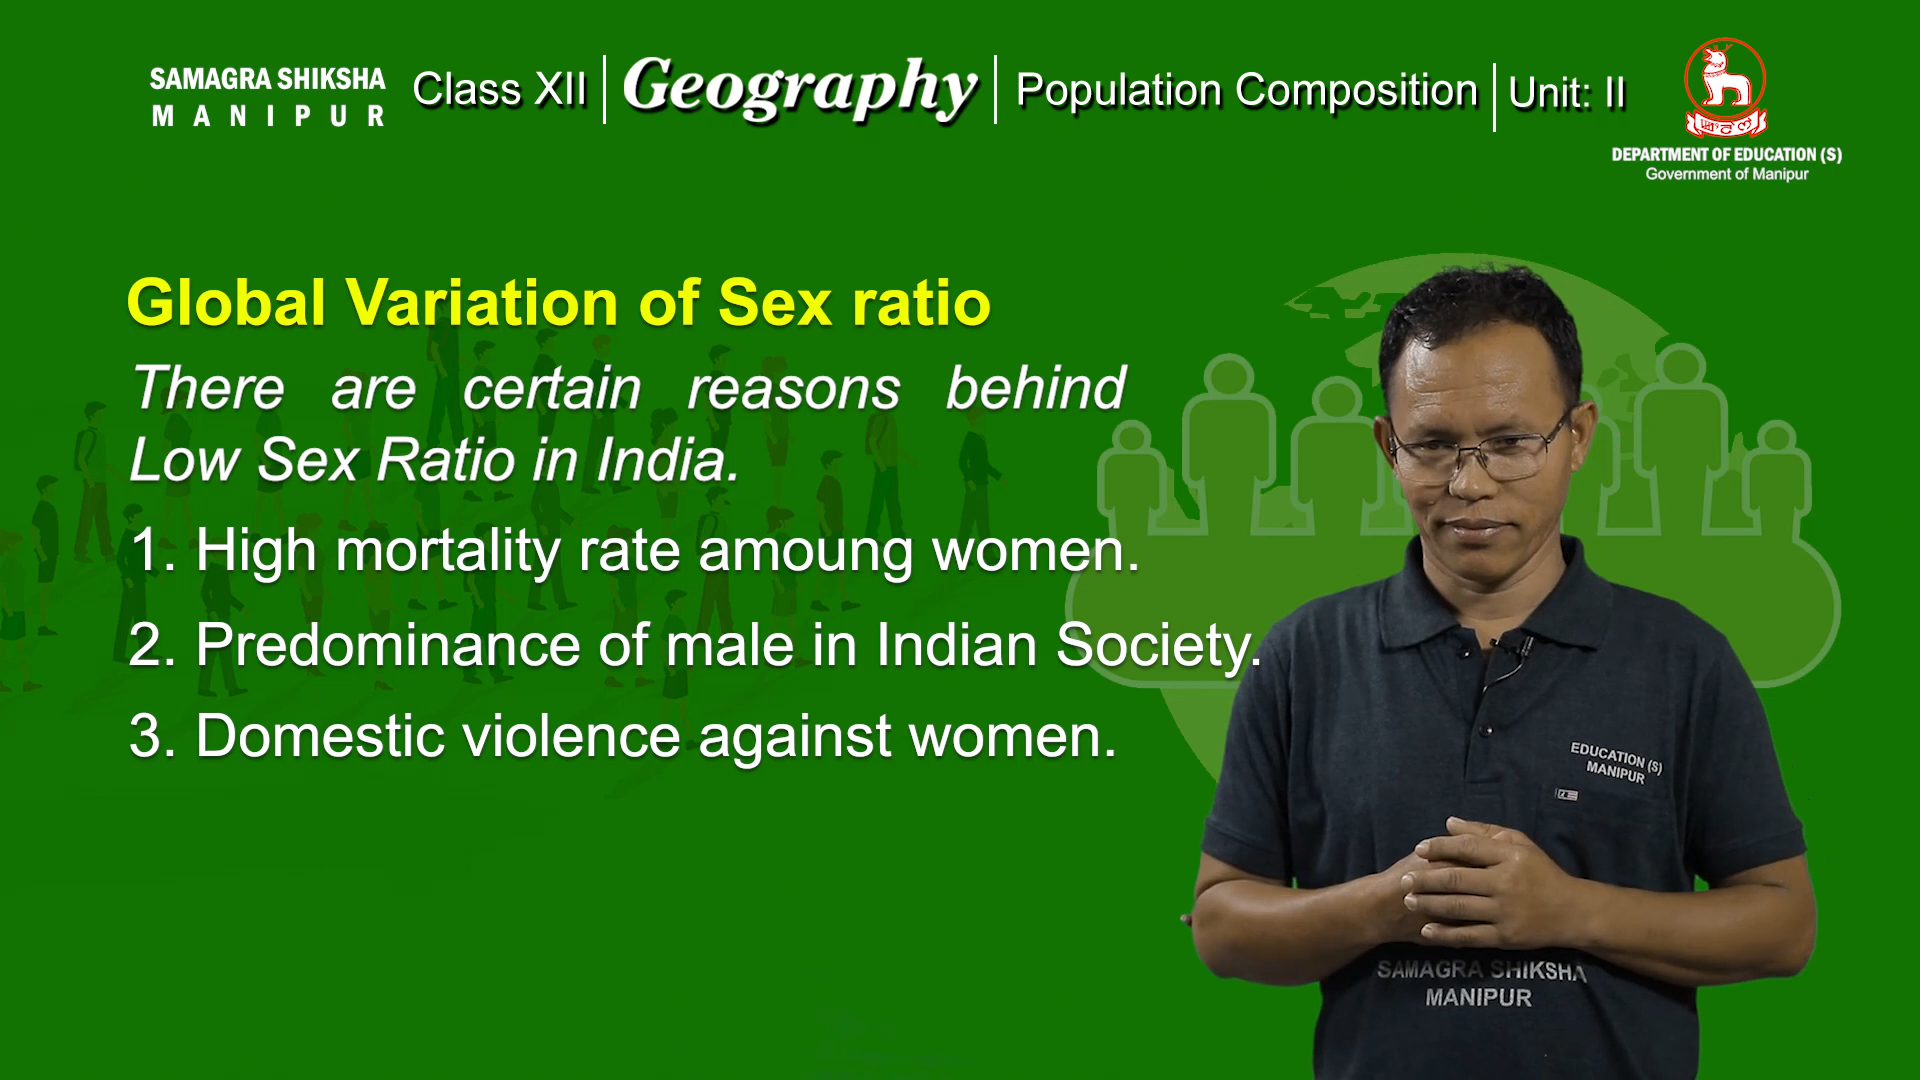 SAMAGRA SHIKSHA
MANIPUR
Class XII
Geography
Population Composition
Unit: II
DEPARTMENT OF EDUCATION (S)
Government of Manipur
Global Variation of Sex ratio
There are certain reasons behind
Low Sex Ratio in India.
1. High mortality rate amoung women.
2. Predominance of male in Indian Society.
3. Domestic violence against women.
EDUCATION (S)
MANIPUR
SAMAGRA SHIKSHA
MANIPUR